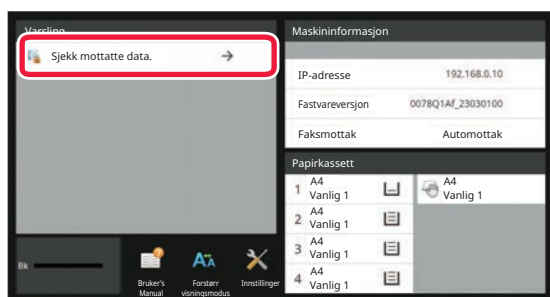 Varsling
Sjekk mottatte data.
Bk
Bruker's
Manual
Forstørr
visningsmodus
Innstillinger
Maskininformasjon
IP-adresse 192.168.0.10
Fastvareversjon 0078Q1Af_23030100
Faksmottak Automottak
Papirkassett
1 A4
Vanlig 1
A4
Vanlig 1
2 A4
Vanlig 1
3 A4
Vanlig 1
4 A4
Vanlig 1